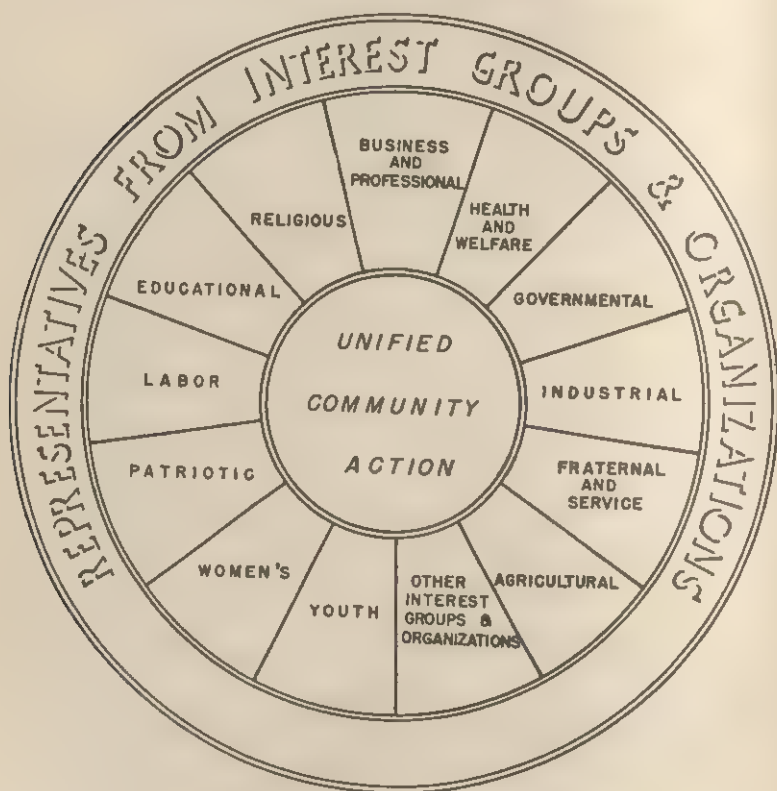 REPRESENTATIVES FROM INTEREST GROUPS & ORGANIZATIONS
BUSINESS
AND
PROFESSIONAL
HEALTH
AND
WELFARE
GOVERNMENTAL
INDUSTRIAL
FRATERNAL
AND
SERVICE
AGRICULTURAL
OTHER
INTEREST
GROUPS &
ORGANIZATIONS
YOUTH
WOMEN'S
PATRIOTIC
LABOR
EDUCATIONAL
RELIGIOUS
UNIFIED
COMMUNITY
ACTION